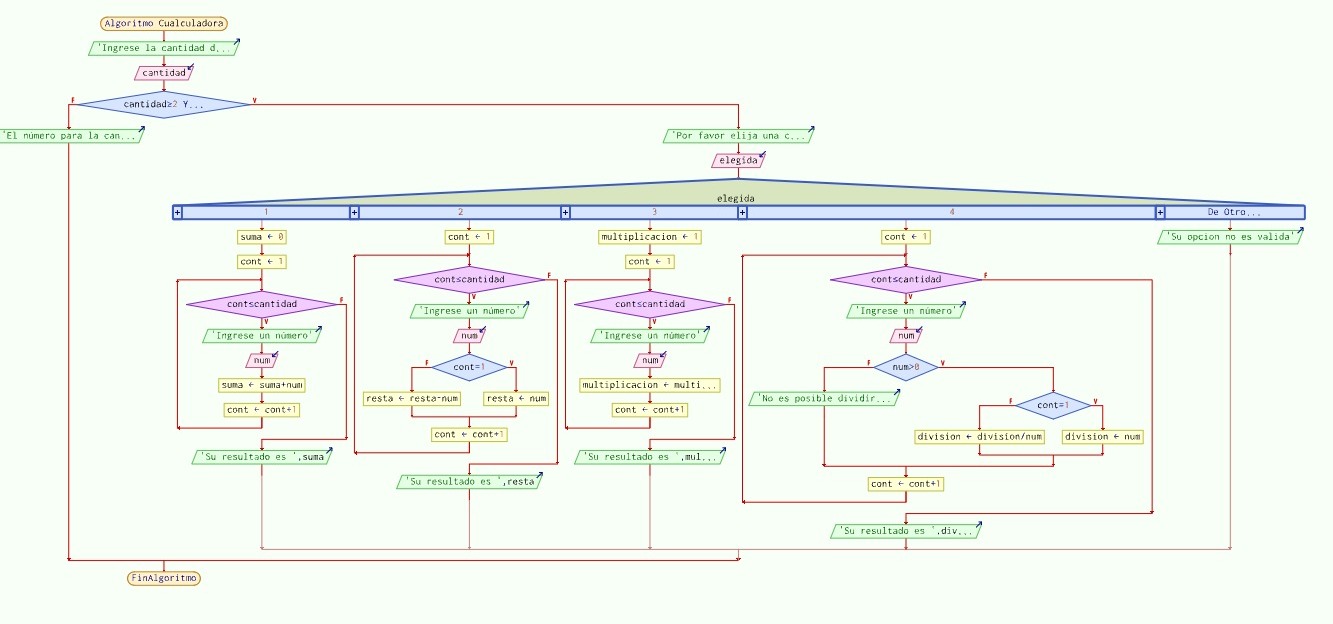 Algoritmo Cualculadora
'Ingrese la cantidad d...
cantidad
cantidad≥2 Y...
F
V
'El número para la can...
'Por favor elija una c...
elegida
elegida
1
2
3
4
De Otro...
suma ← 0
cont ← 1
cont≤cantidad
F
V
'Ingrese un número'
num
suma ← suma+num
cont ← cont+1
'Su resultado es ',suma
cont ← 1
cont≤cantidad
F
V
'Ingrese un número'
num
cont=1
F
V
resta ← resta-num
resta ← num
cont ← cont+1
'Su resultado es ',resta
multiplicacion ← 1
cont ← 1
cont≤cantidad
F
V
'Ingrese un número'
num
multiplicacion ← multi...
cont ← cont+1
'Su resultado es ',mul...
cont ← 1
cont≤cantidad
F
V
'Ingrese un número'
num
num>0
F
V
'No es posible dividir...
cont=1
F
V
division ← division/num
division ← num
cont ← cont+1
'Su resultado es ',div...
'Su opcion no es valida'
FinAlgoritmo